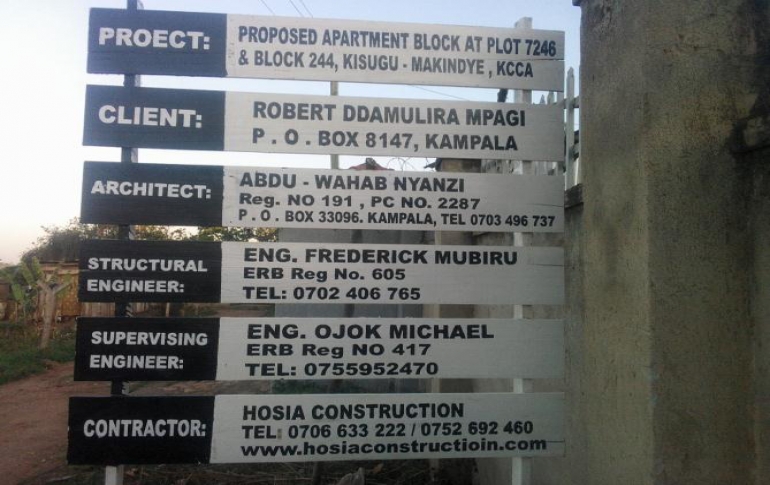 PROECT: PROPOSED APARTMENT BLOCK AT PLOT 7246
& BLOCK 244, KISUGU - MAKINDYE , KCCA
CLIENT: ROBERT DDAMULIRA MPAGI
P . O . BOX 8147, KAMPALA
ARCHITECT: ABDU - WAHAB NYANZI
Reg. NO 191 , PC NO. 2287
P . O . BOX 33096. KAMPALA, TEL 0703 496 737
STRUCTURAL
ENGINEER:
ENG. FREDERICK MUBIRU
ERB Reg No. 605
TEL: 0702 406 765
SUPERVISING
ENGINEER:
ENG. OJOK MICHAEL
ERB Reg NO 417
TEL: 0755952470
CONTRACTOR:
HOSIA CONSTRUCTION
TEL: 0706 633 222 / 0752 692 460
www.hosiaconstructioin.com